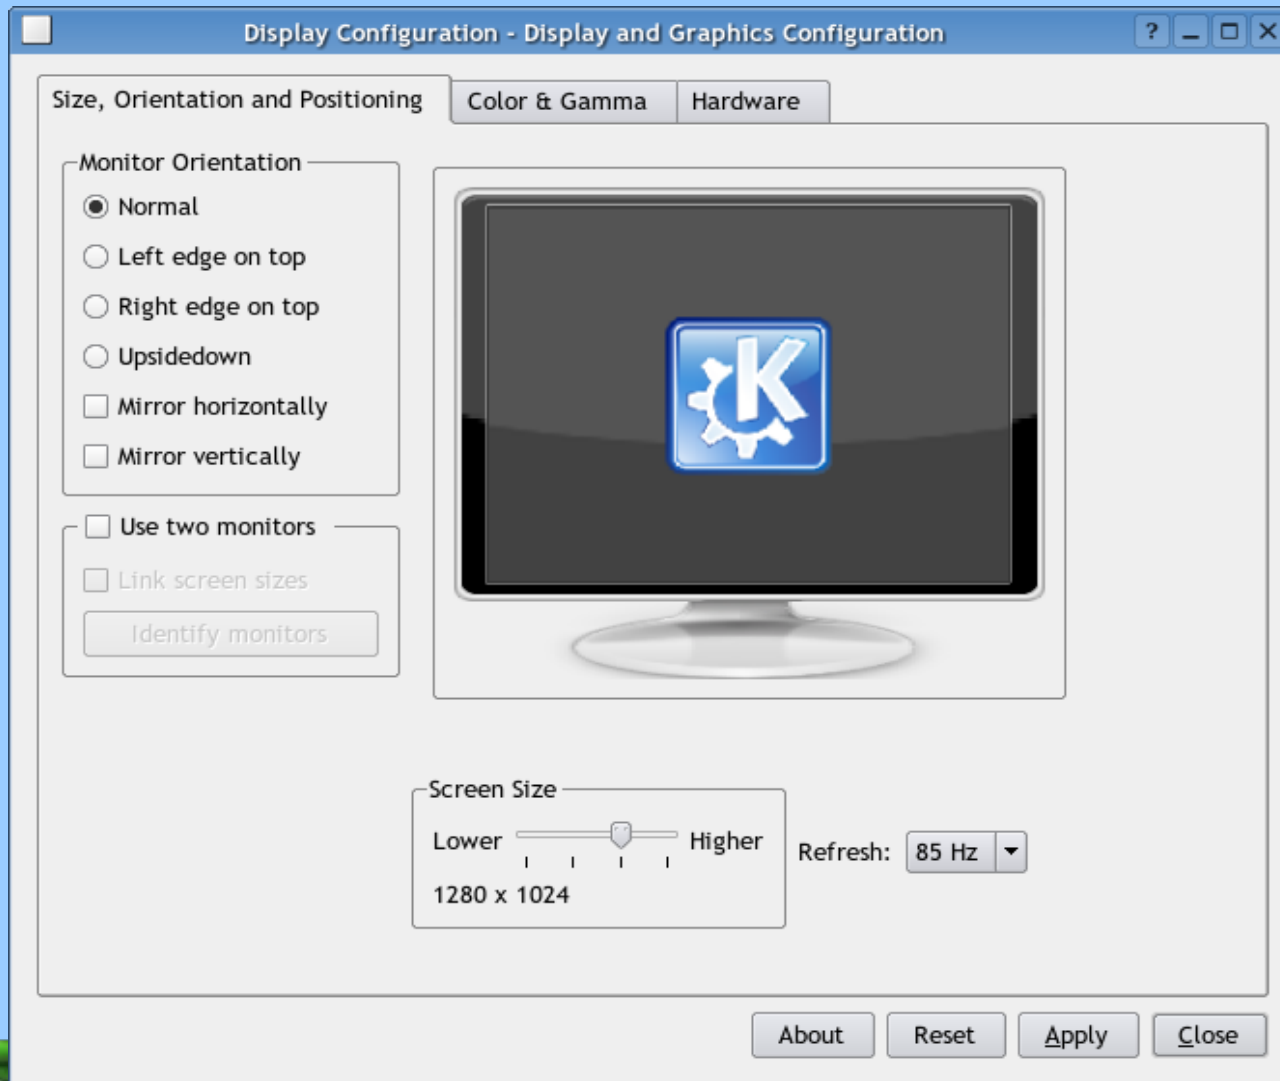 Display Configuration - Display and Graphics Configuration
?
Size, Orientation and Positioning
Color & Gamma
Hardware
Monitor Orientation
Normal
Left edge on top
Right edge on top
Upsidedown
Mirror horizontally
Mirror vertically
Use two monitors
Link screen sizes
Identify monitors
K
Screen Size
Lower
Higher
1280 x 1024
Refresh:
85 Hz
About
Reset
Apply
Close